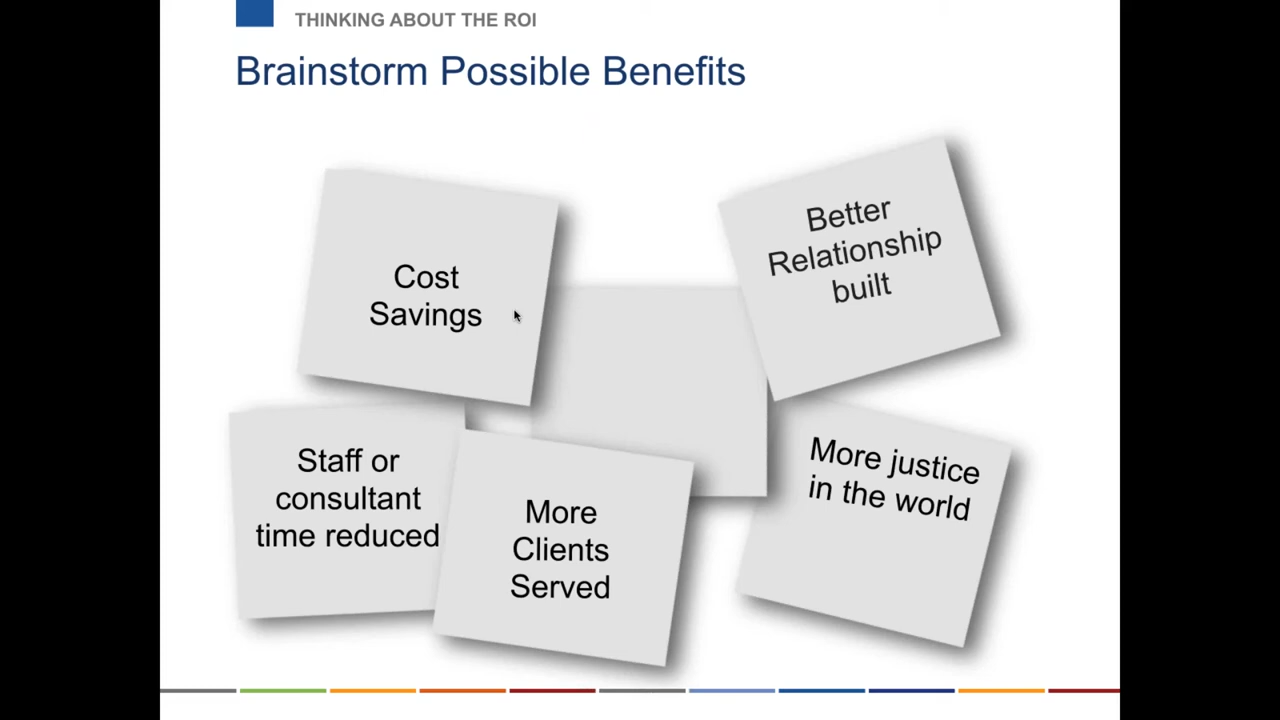 THINKING ABOUT THE ROI
Brainstorm Possible Benefits
Cost
Savings
Better
Relationship
built
Staff or
consultant
time reduced
More
Clients
Served
More justice
in the world